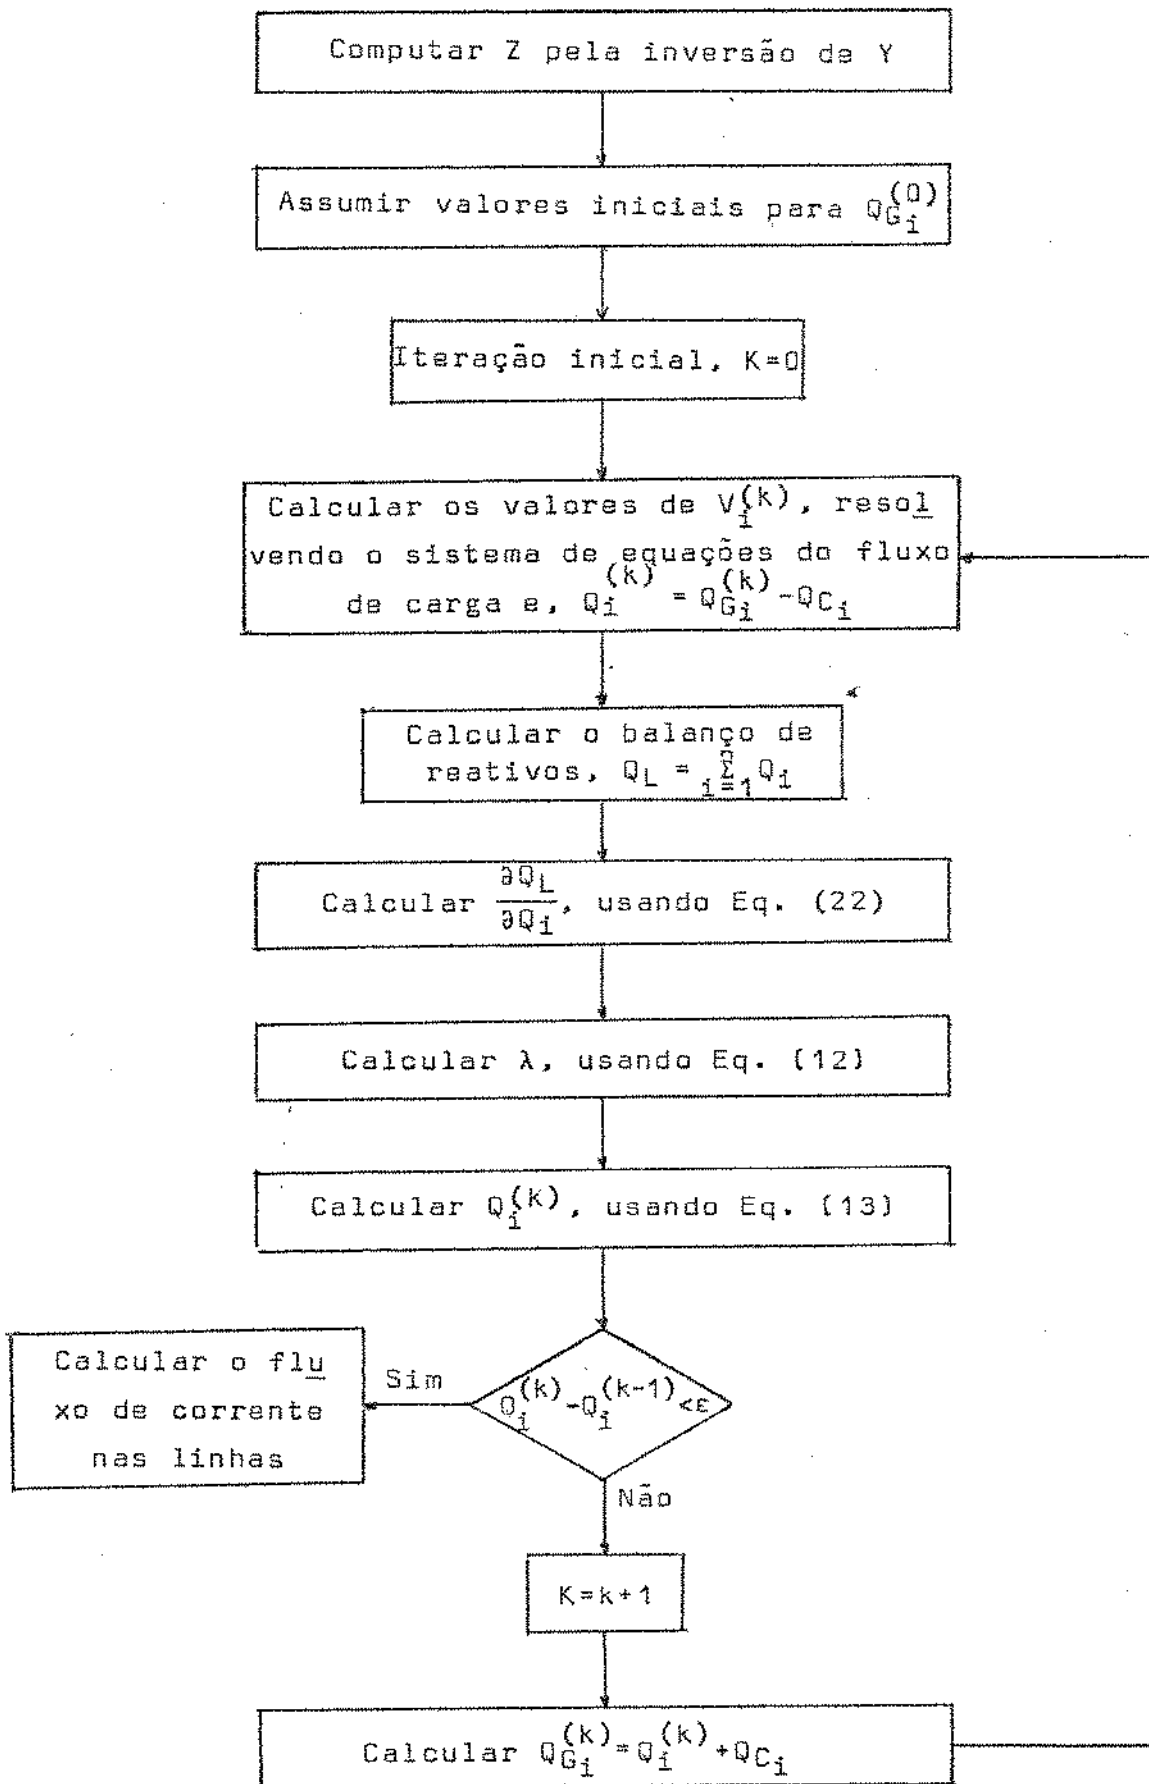 Computar Z pela inversão de Y
Assumir valores iniciais para Q_{G_i}^{(0)}
Iteração inicial, K=0
Calcular os valores de V_i^{(k)}, resol
vendo o sistema de equações do fluxo
de carga e, Q_i^{(k)} = Q_{G_i}^{(k)} - Q_{C_i}
Calcular o balanço de
reativos, Q_L = \sum_{i=1}^{n} Q_i
Calcular ∂Q_L/∂Q_i, usando Eq. (22)
Calcular λ, usando Eq. (12)
Calcular Q_i^{(k)}, usando Eq. (13)
Calcular o flu
xo de corrente
nas linhas
Sim
Q_i^{(k)} - Q_i^{(k-1)} < ε
Não
K=k+1
Calcular Q_{G_i}^{(k)} = Q_i^{(k)} + Q_{C_i}